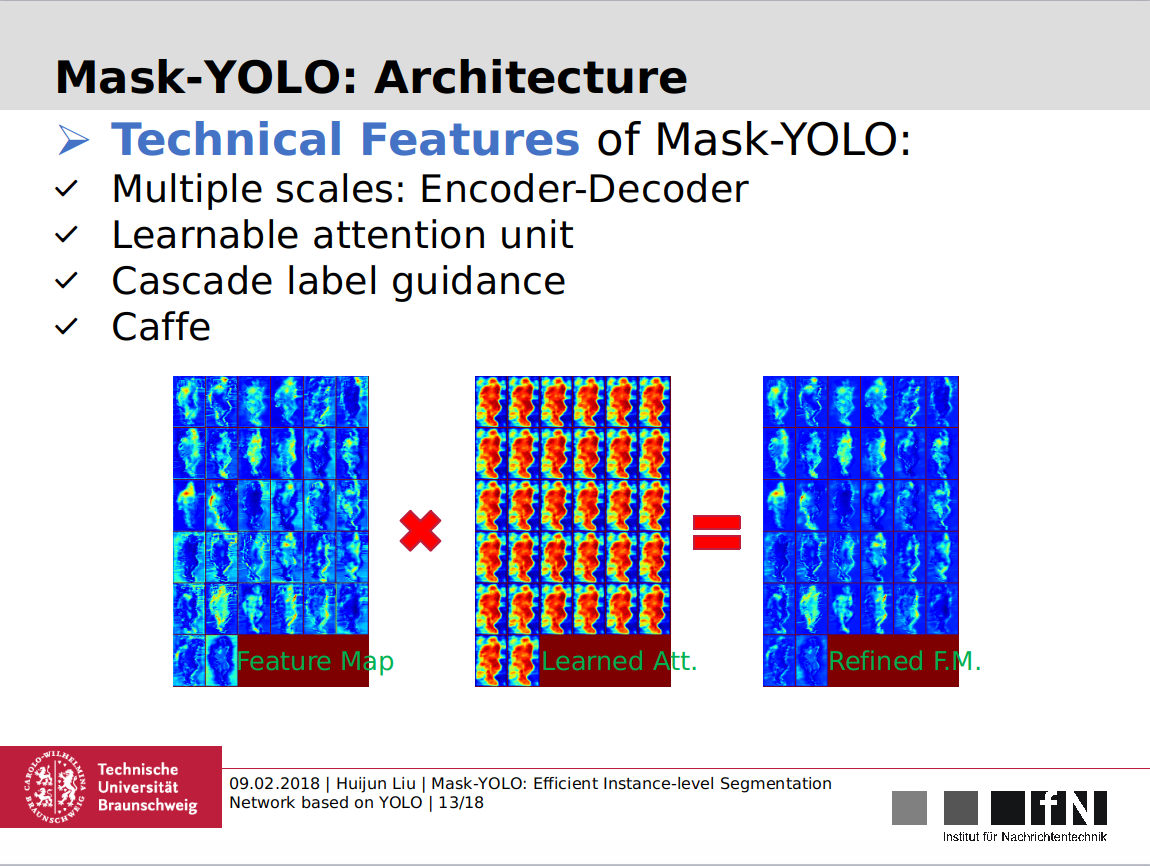 Mask-YOLO: Architecture
Technical Features of Mask-YOLO:
Multiple scales: Encoder-Decoder
Learnable attention unit
Cascade label guidance
Caffe
Feature Map
Learned Att.
Refined F.M.
CAROLO-WILHELMINA
BRAUNSCHWEIG
Technische
Universität
Braunschweig
09.02.2018 | Huijun Liu | Mask-YOLO: Efficient Instance-level Segmentation
Network based on YOLO | 13/18
IfN
Institut für Nachrichtentechnik